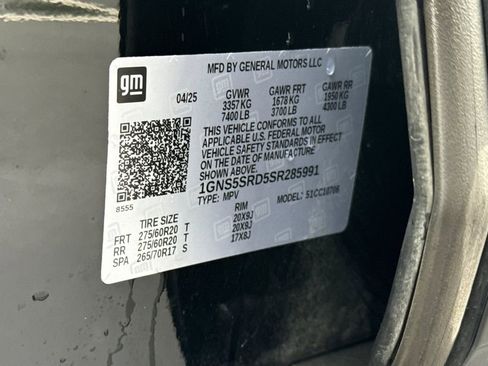 gm
MFD BY GENERAL MOTORS LLC
04/25 GVWR GAWR FRT GAWR RR
3357 KG 1678 KG 1950 KG
7400 LB 3700 LB 4300 LB
THIS VEHICLE CONFORMS TO ALL
APPLICABLE U.S. FEDERAL MOTOR
VEHICLE SAFETY STANDARDS IN EFFECT
ON THE DATE OF MANUFACTURE
SHOWN ABOVE.
1GNS5SRD5SR285991
TYPE: MPV MODEL: 51CC10706
8555
TIRE SIZE RIM
FRT 275/60R20 T 20X9J
RR 275/60R20 T 20X9J
SPA 265/70R17 S 17X8J